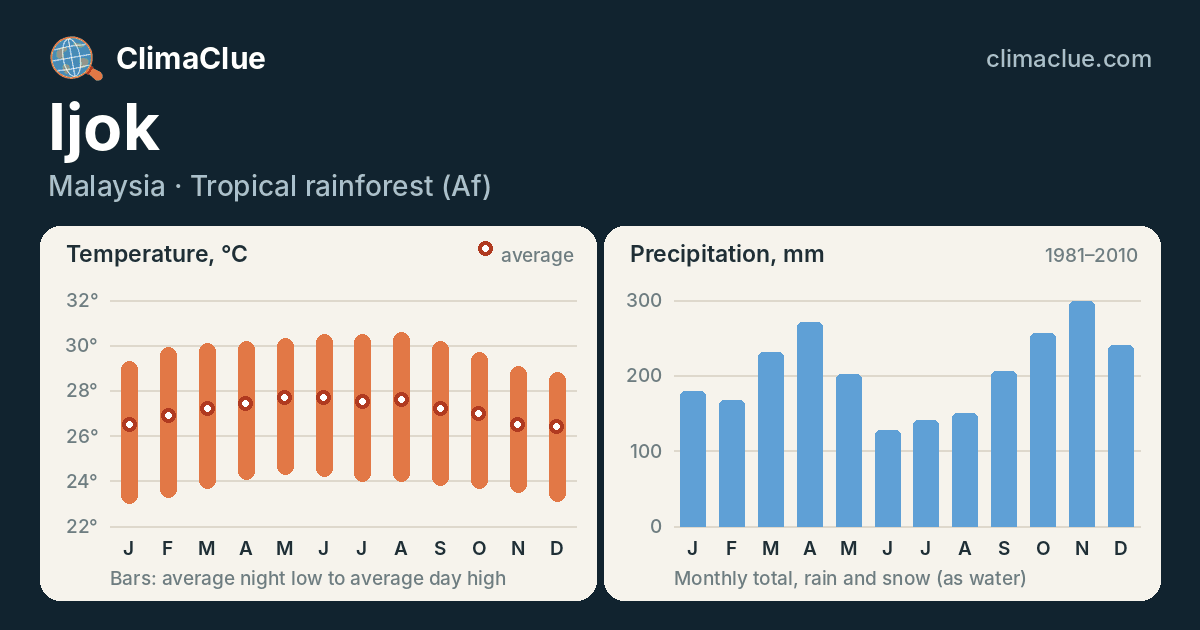 ClimaClue
climaclue.com
Ijok
Malaysia · Tropical rainforest (Af)
Temperature, °C
average
32°
30°
28°
26°
24°
22°
J F M A M J J A S O N D
Bars: average night low to average day high
Precipitation, mm
1981–2010
300
200
100
0
J F M A M J J A S O N D
Monthly total, rain and snow (as water)